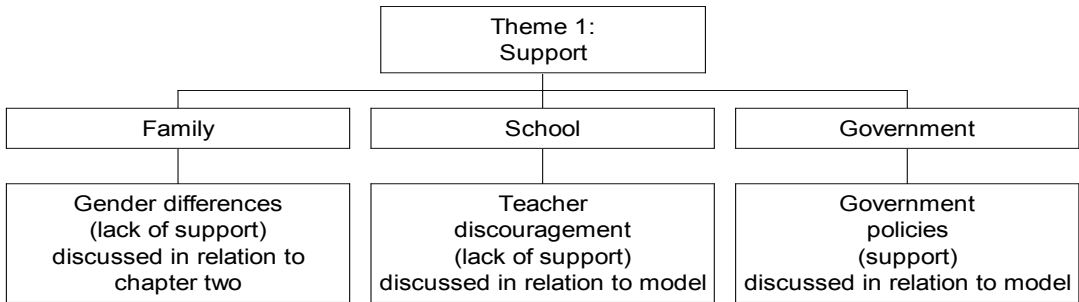 Theme 1:
Support
Family
School
Government
Gender differences
(lack of support)
discussed in relation to
chapter two
Teacher
discouragement
(lack of support)
discussed in relation to model
Government
policies
(support)
discussed in relation to model